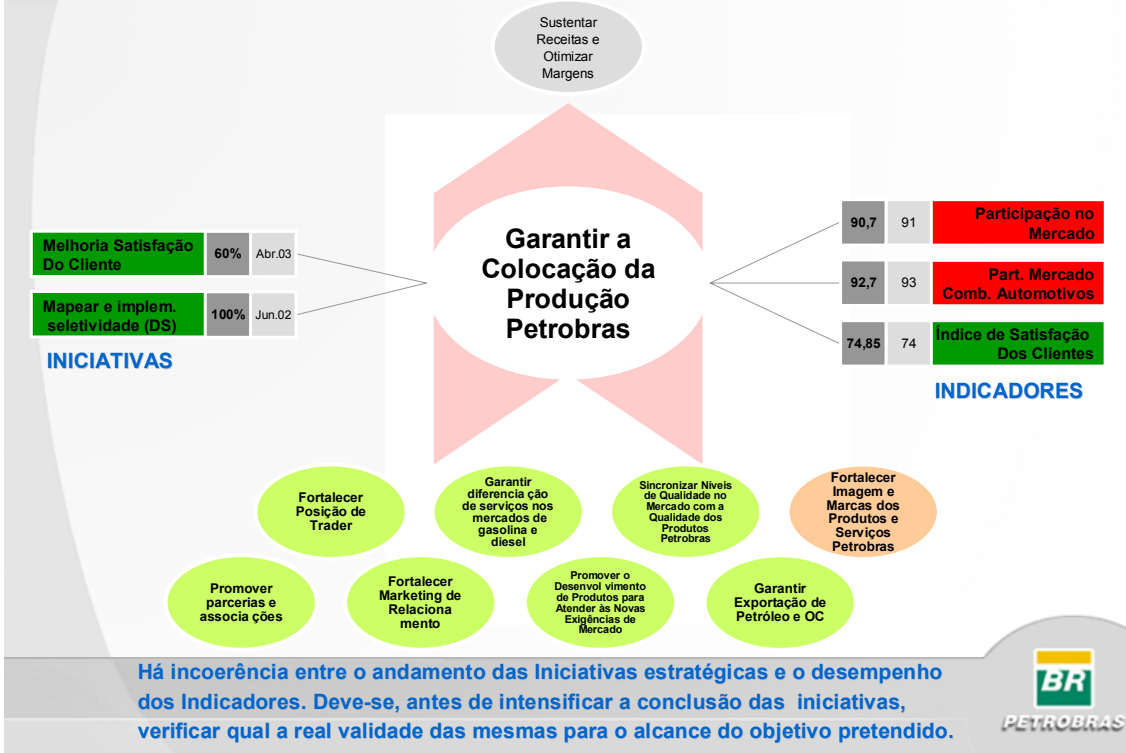 Sustentar
Receitas e
Otimizar
Margens
Garantir a
Colocação da
Produção
Petrobras
Melhoria Satisfação
Do Cliente
60%
Abr.03
Mapear e implem.
seletividade (DS)
100%
Jun.02
INICIATIVAS
90,7
91
Participação no
Mercado
92,7
93
Part. Mercado
Comb. Automotivos
74,85
74
Índice de Satisfação
Dos Clientes
INDICADORES
Fortalecer
Posição de
Trader
Garantir
diferencia ção
de serviços nos
mercados de
gasolina e
diesel
Sincronizar Níveis
de Qualidade no
Mercado com a
Qualidade dos
Produtos
Petrobras
Fortalecer
Imagem e
Marcas dos
Produtos e
Serviços
Petrobras
Promover
parcerias e
associa ções
Fortalecer
Marketing de
Relaciona
mento
Promover o
Desenvol vimento
de Produtos para
Atender às Novas
Exigências de
Mercado
Garantir
Exportação de
Petróleo e OC
Há incoerência entre o andamento das Iniciativas estratégicas e o desempenho
dos Indicadores. Deve-se, antes de intensificar a conclusão das iniciativas,
verificar qual a real validade das mesmas para o alcance do objetivo pretendido.
BR
PETROBRAS